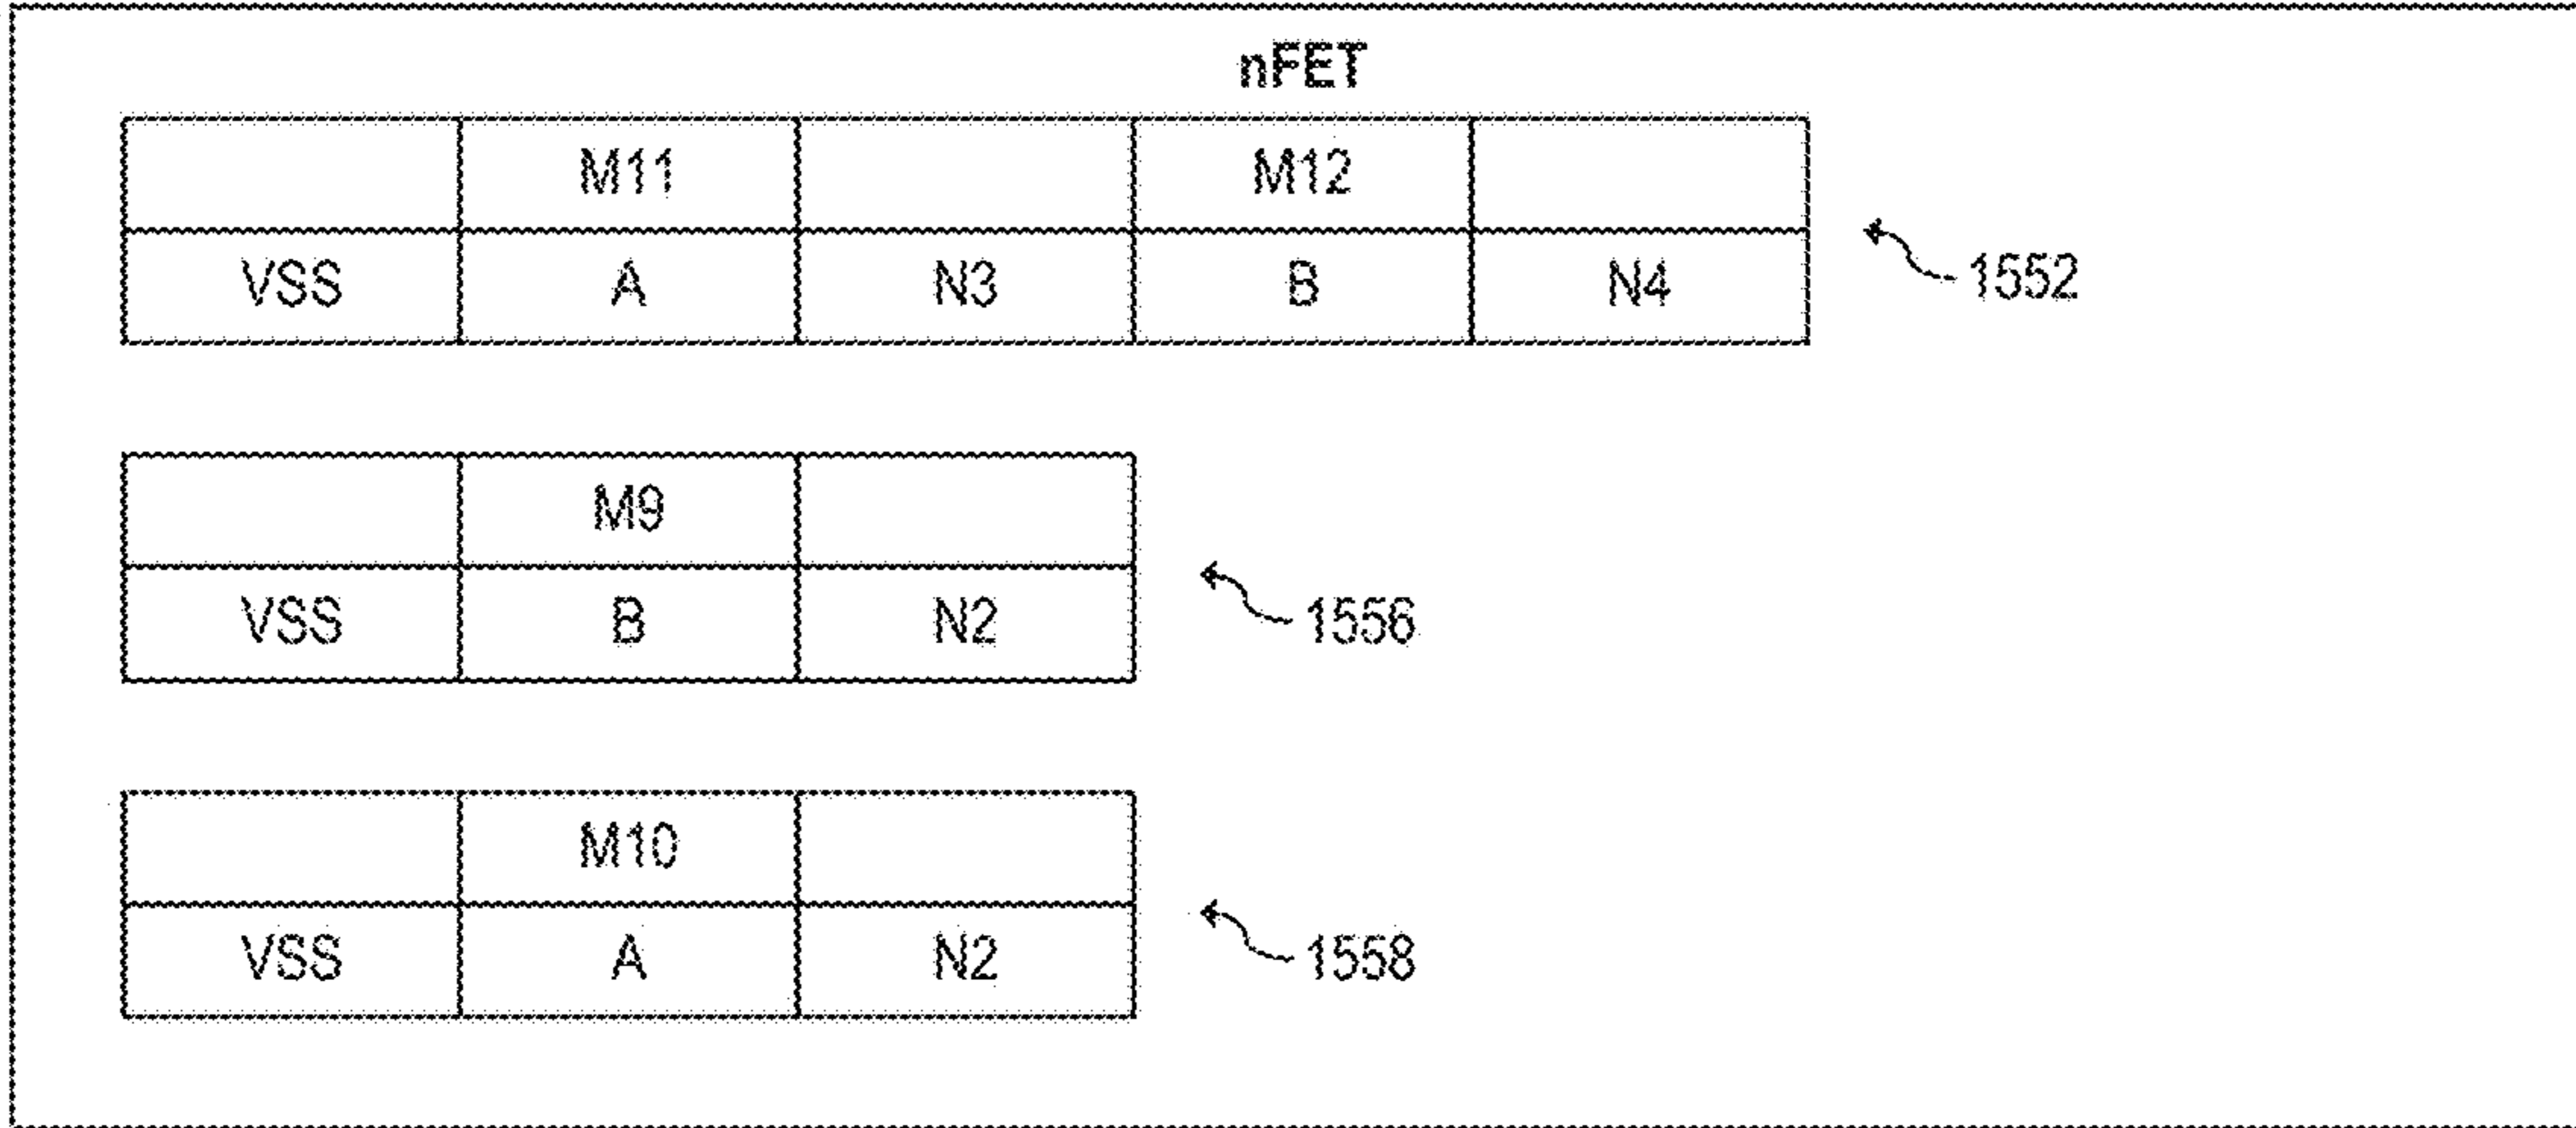 nFET
M11 M12
VSS A N3 B N4
1552
M9
VSS B N2
1556
M10
VSS A N2
1558